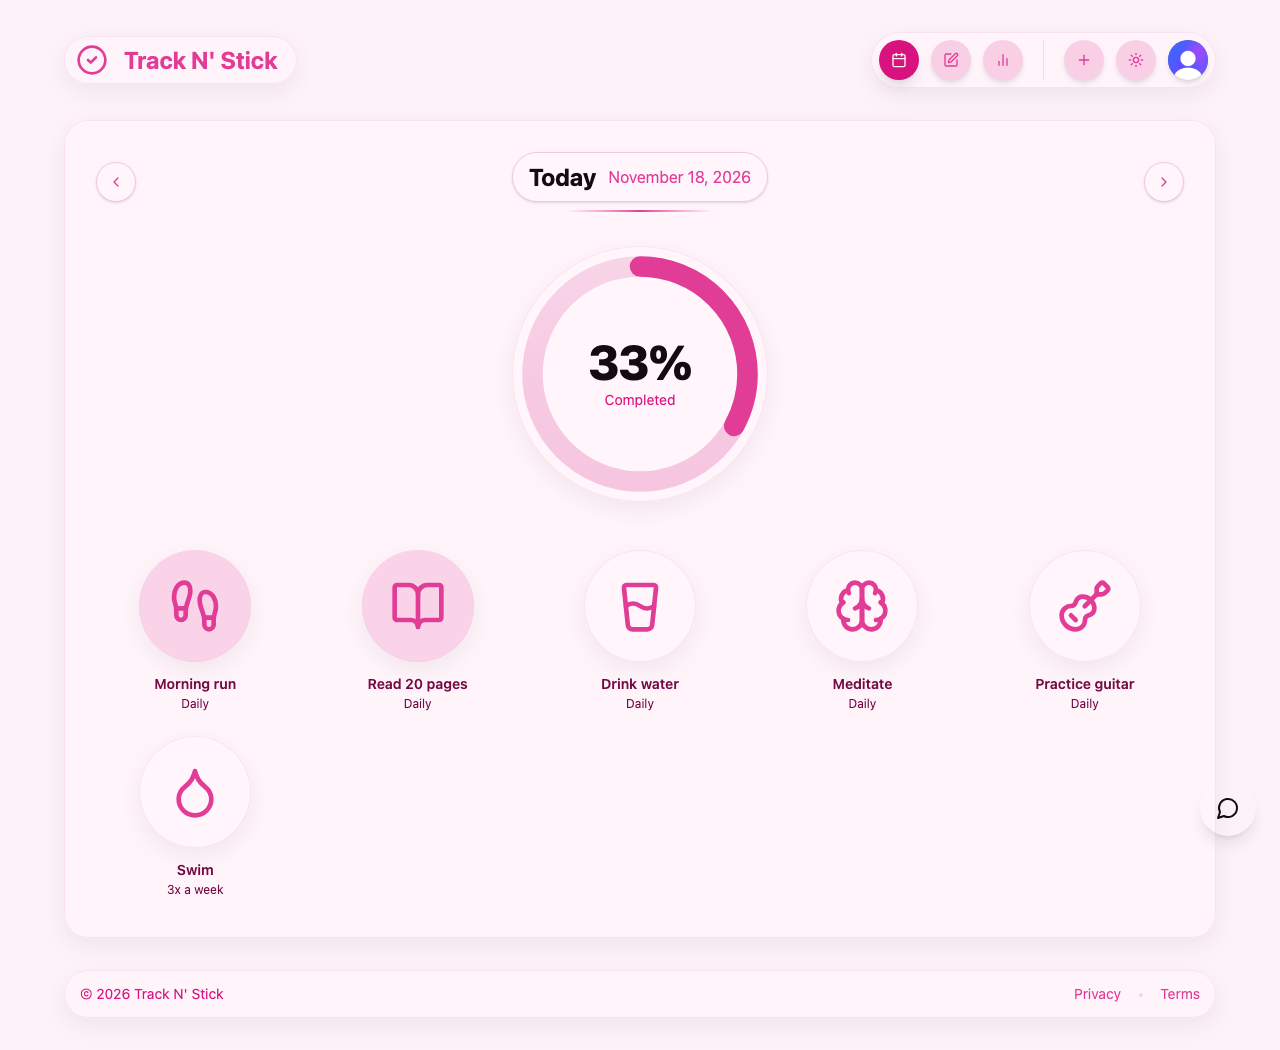 Track N' Stick
Today November 18, 2026
33%
Completed
Morning run
Daily
Read 20 pages
Daily
Drink water
Daily
Meditate
Daily
Practice guitar
Daily
Swim
3x a week
© 2026 Track N' Stick
Privacy • Terms